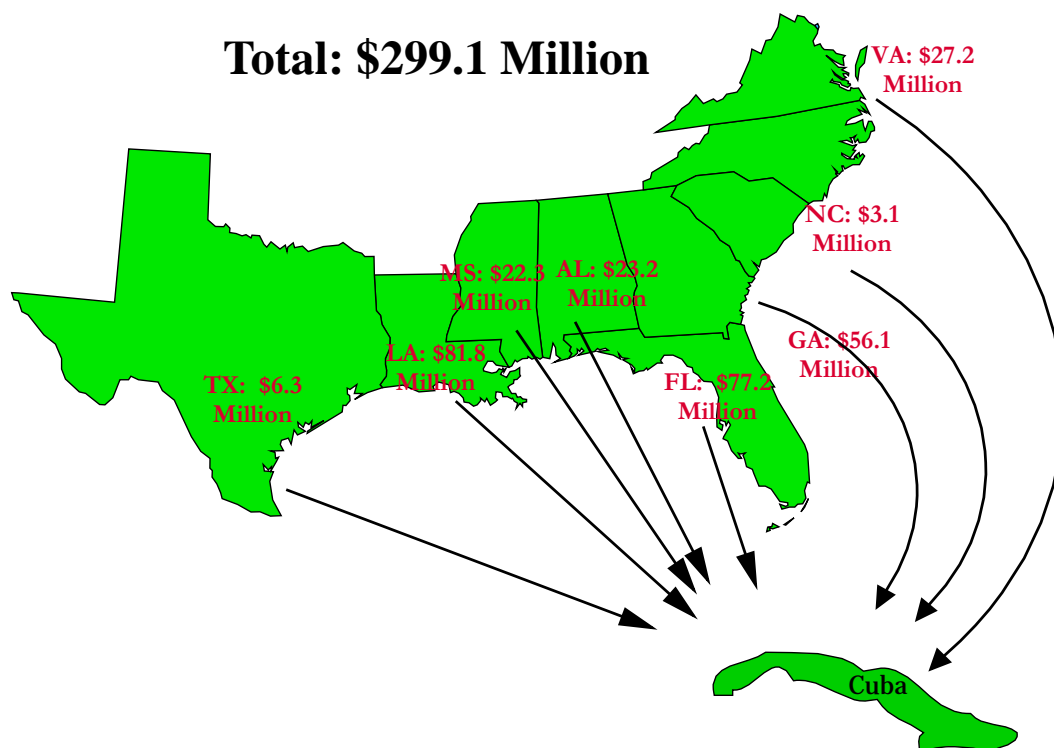 Total: $299.1 Million
VA: $27.2
Million
NC: $3.1
Million
MS: $22.3
Million
AL: $23.2
Million
GA: $56.1
Million
LA: $81.8
Million
TX:  $6.3
Million
FL:  $77.2
Million
Cuba